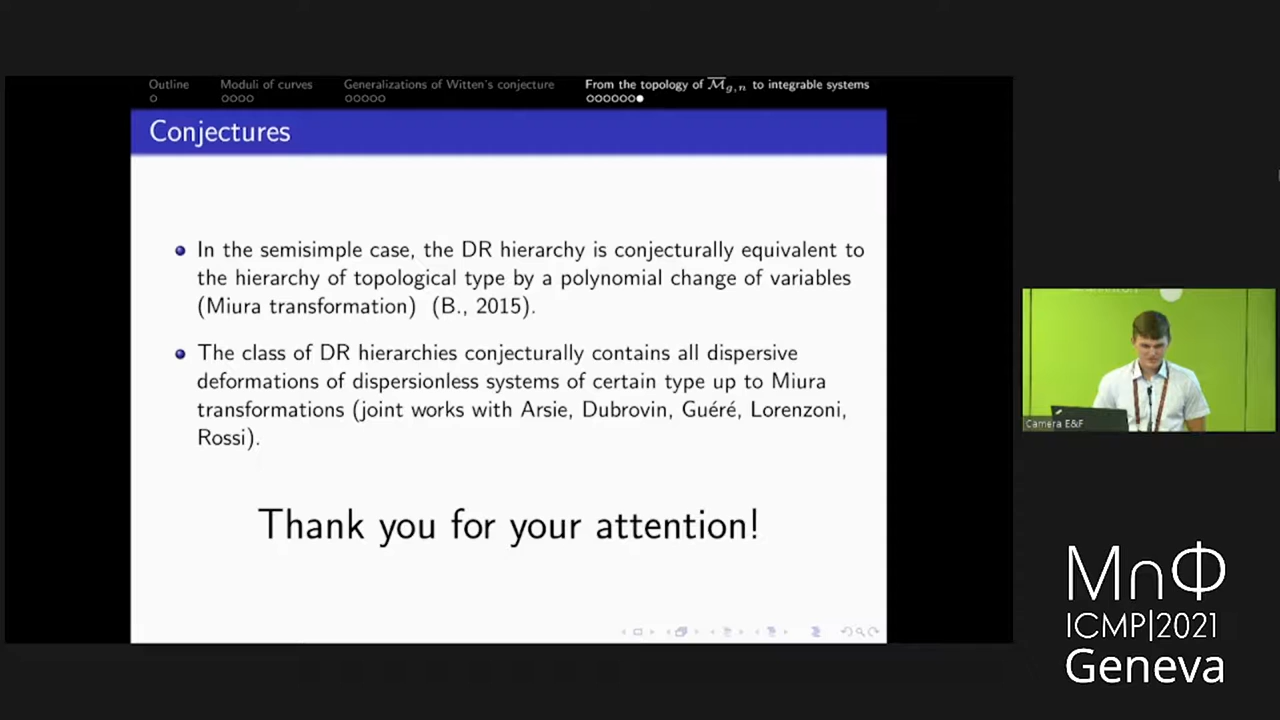 Outline
Moduli of curves
Generalizations of Witten's conjecture
From the topology of M̅g,n to integrable systems
Conjectures
In the semisimple case, the DR hierarchy is conjecturally equivalent to
the hierarchy of topological type by a polynomial change of variables
(Miura transformation) (B., 2015).
The class of DR hierarchies conjecturally contains all dispersive
deformations of dispersionless systems of certain type up to Miura
transformations (joint works with Arsie, Dubrovin, Guéré, Lorenzoni,
Rossi).
Thank you for your attention!
Camera E&F
M∩Φ
ICMP|2021
Geneva